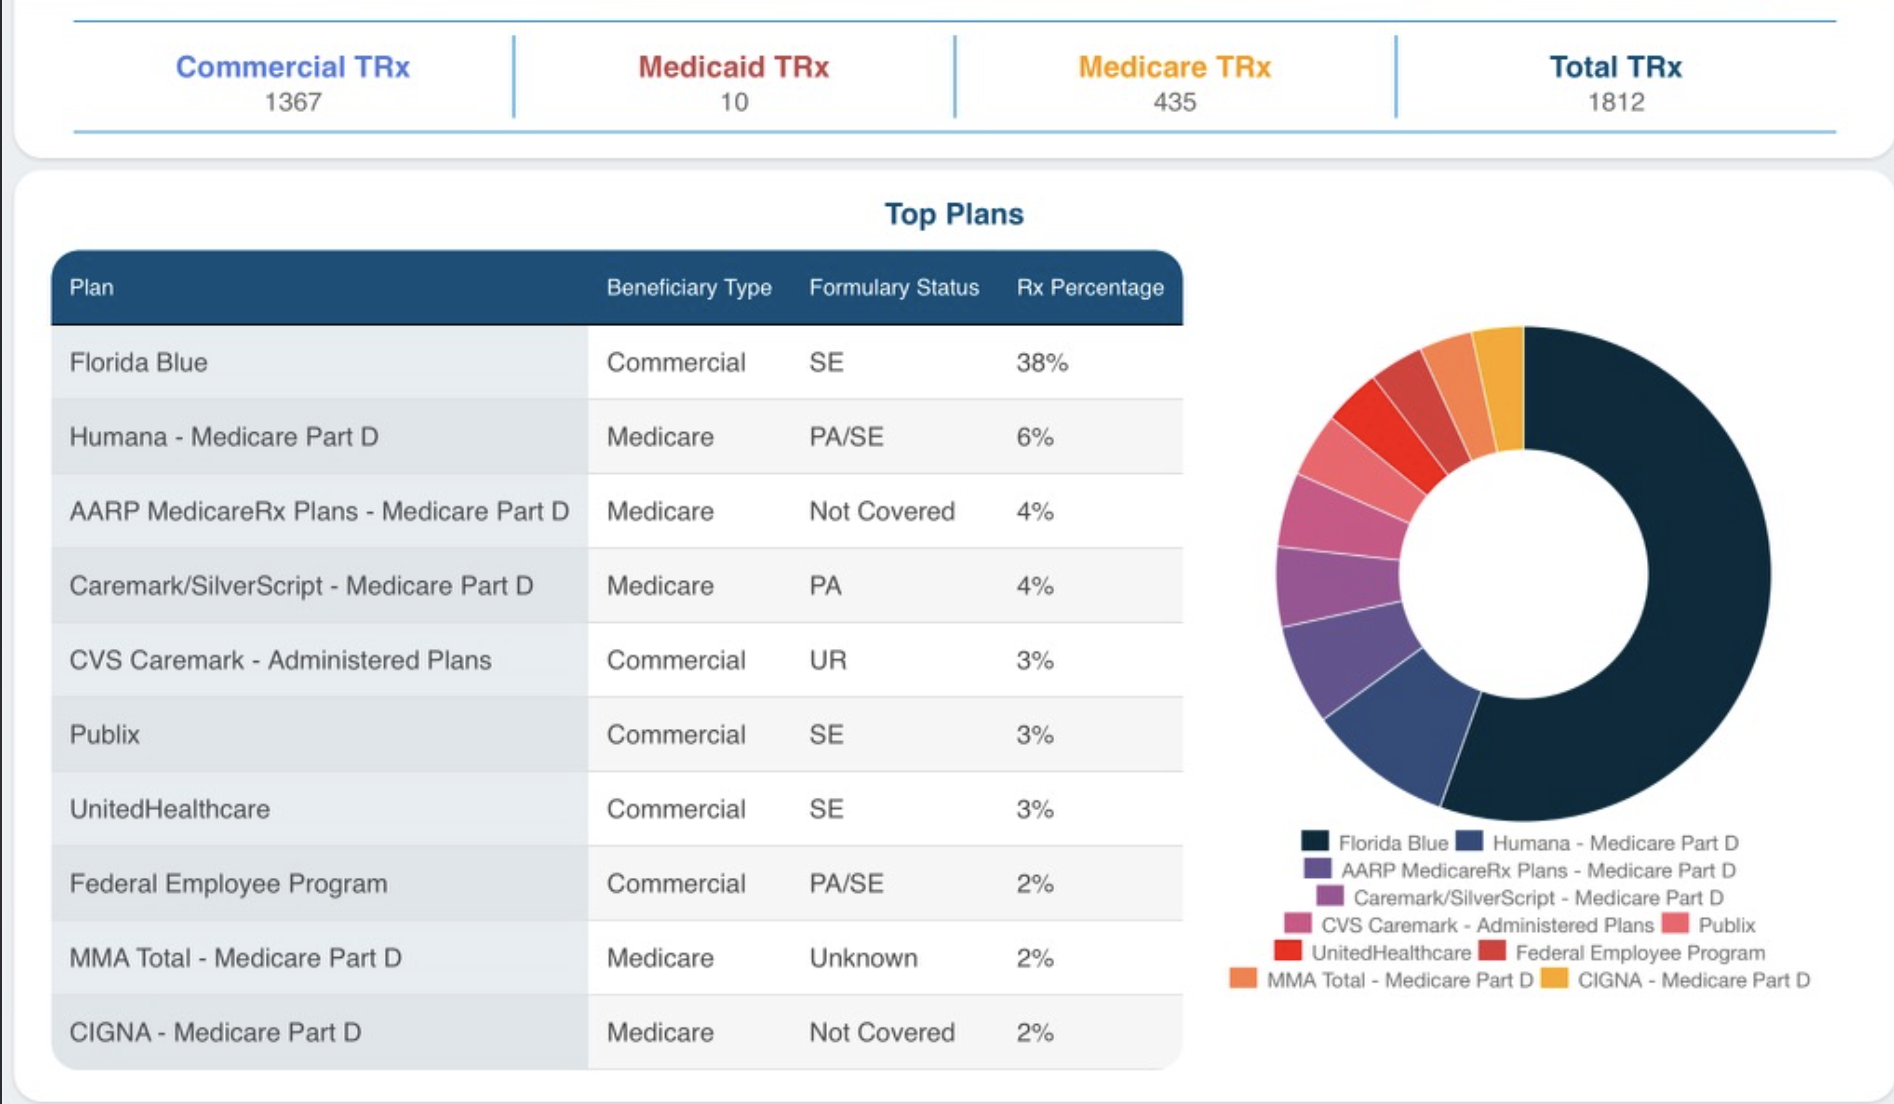 Commercial TRx Medicaid TRx Medicare TRx Total TRx
1367 10 435 1812
Top Plans
Plan Beneficiary Type Formulary Status Rx Percentage
Florida Blue Commercial SE 38%
Humana - Medicare Part D Medicare PA/SE 6%
AARP MedicareRx Plans - Medicare Part D Medicare Not Covered 4%
Caremark/SilverScript - Medicare Part D Medicare PA 4%
CVS Caremark - Administered Plans Commercial UR 3%
Publix Commercial SE 3%
UnitedHealthcare Commercial SE 3%
Federal Employee Program Commercial PA/SE 2%
MMA Total - Medicare Part D Medicare Unknown 2%
CIGNA - Medicare Part D Medicare Not Covered 2%
Florida Blue Humana - Medicare Part D
AARP MedicareRx Plans - Medicare Part D
Caremark/SilverScript - Medicare Part D
CVS Caremark - Administered Plans Publix
UnitedHealthcare Federal Employee Program
MMA Total - Medicare Part D CIGNA - Medicare Part D